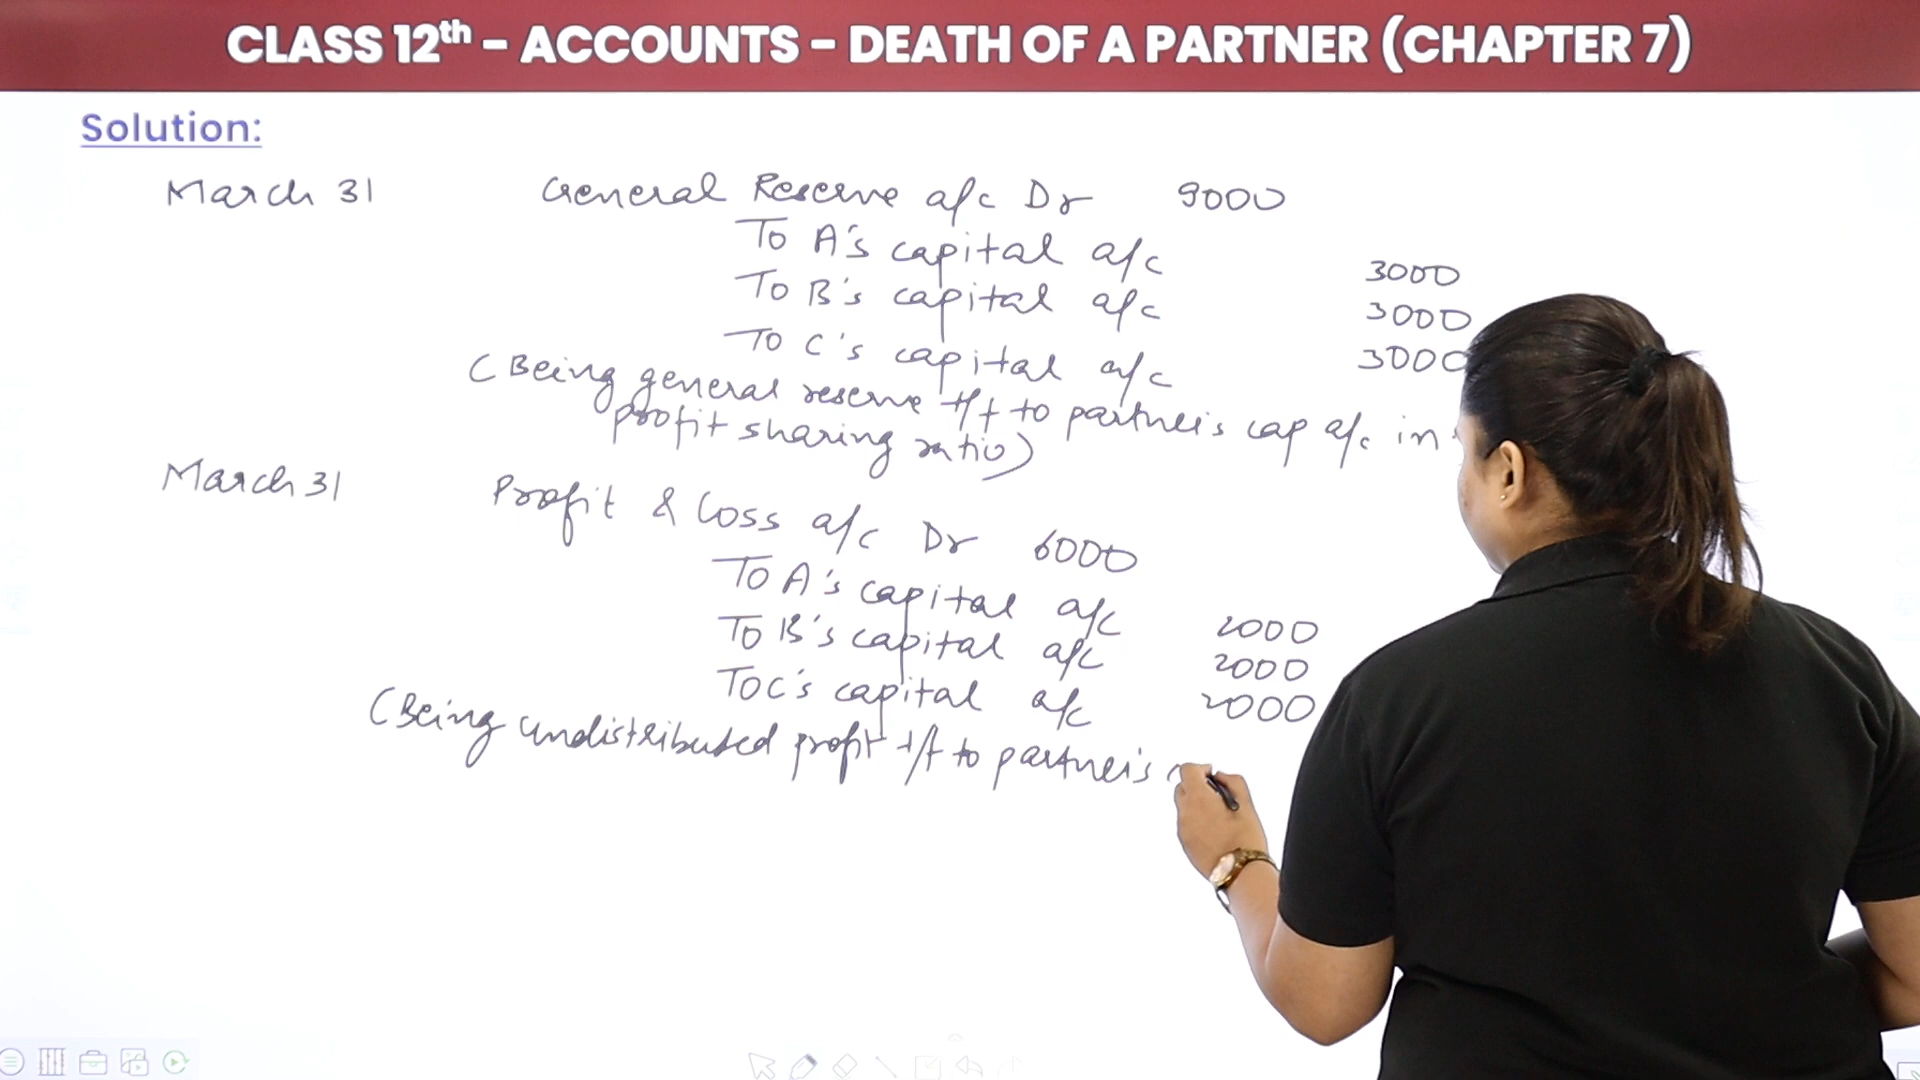 CLASS 12th – ACCOUNTS – DEATH OF A PARTNER (CHAPTER 7)
Solution:
March 31 General Reserve a/c Dr 9000
To A's capital a/c 3000
To B's capital a/c 3000
To C's capital a/c 3000
(Being general reserve t/f to partner's cap a/c in
profit sharing ratio)
March 31 Profit & Loss a/c Dr 6000
To A's capital a/c 2000
To B's capital a/c 2000
To C's capital a/c 2000
(Being undistributed profit t/f to partner's